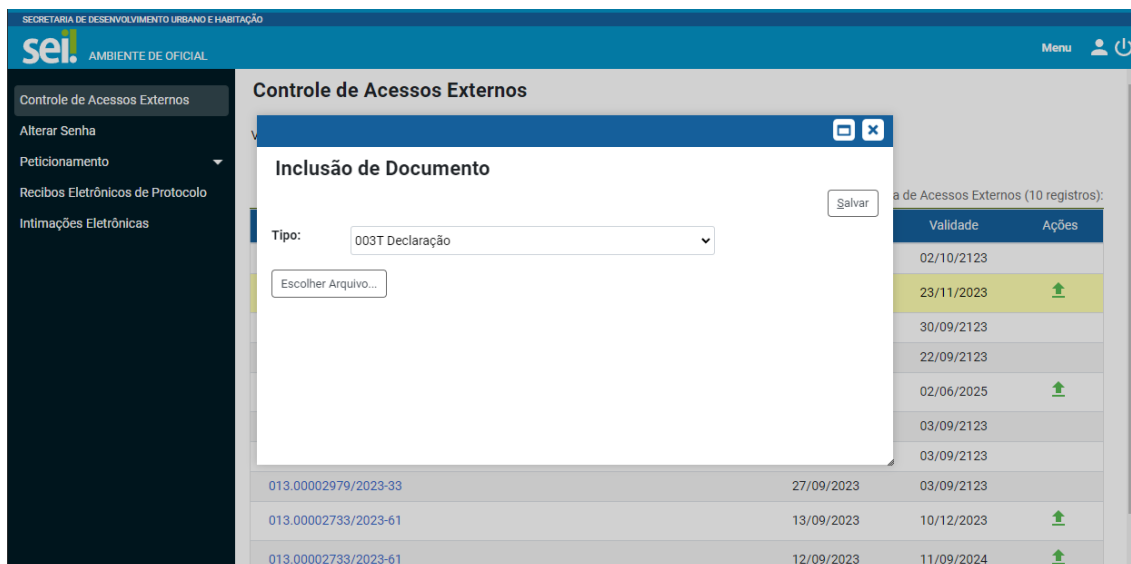 SECRETARIA DE DESENVOLVIMENTO URBANO E HABITAÇÃO
sei! AMBIENTE DE OFICIAL
Menu
Controle de Acessos Externos
Alterar Senha
Peticionamento
Recibos Eletrônicos de Protocolo
Intimações Eletrônicas
Controle de Acessos Externos
Inclusão de Documento
Salvar
Tipo: 003T Declaração
Escolher Arquivo...
a de Acessos Externos (10 registros):
Validade Ações
02/10/2123
23/11/2023
30/09/2123
22/09/2123
02/06/2025
03/09/2123
03/09/2123
013.00002979/2023-33 27/09/2023 03/09/2123
013.00002733/2023-61 13/09/2023 10/12/2023
013.00002733/2023-61 12/09/2023 11/09/2024